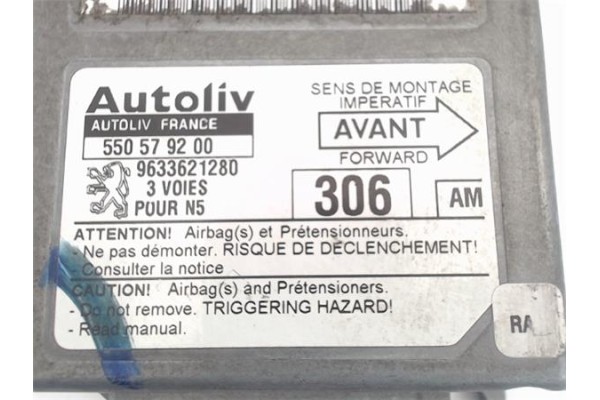 Autoliv
AUTOLIV FRANCE
550 57 92 00
9633621280
3 VOIES
POUR N5
SENS DE MONTAGE
IMPERATIF
AVANT
FORWARD
306
AM
ATTENTION! Airbag(s) et Prétensionneurs.
- Ne pas démonter. RISQUE DE DECLENCHEMENT!
- Consulter la notice
CAUTION! Airbag(s) and Pretensioners.
- Do not remove. TRIGGERING HAZARD!
- Read manual.
RA